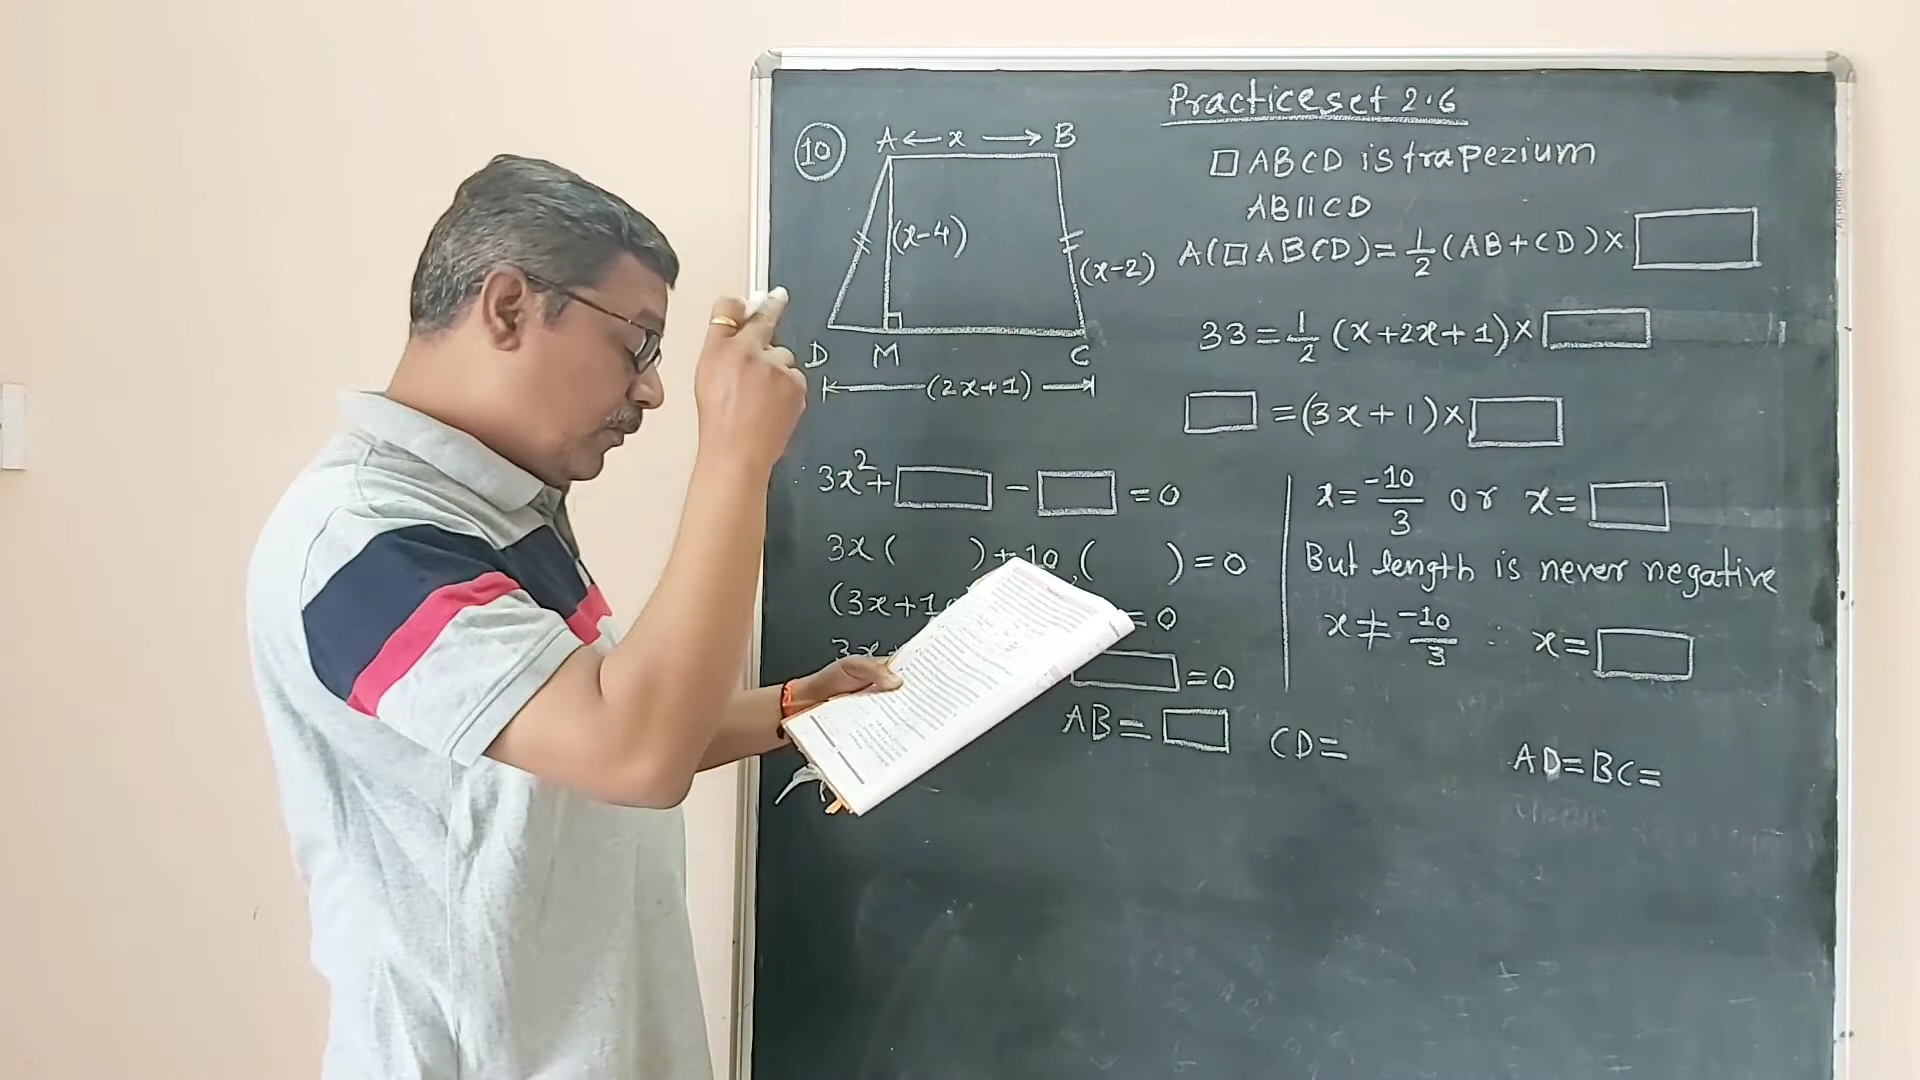 Practice set 2.6
10
A ← x → B
(x-4)
(x-2)
D M C
(2x+1)
□ ABCD is trapezium
AB || CD
A(□ABCD) = 1/2 (AB+CD) × □
33 = 1/2 (x+2x+1) × □
□ = (3x+1) × □
3x² + □ - □ = 0
3x ( ) + 10 ( ) = 0
(3x+1 = 0
3x □ = 0
x = -10/3 or x = □
But length is never negative
x ≠ -10/3 ∴ x = □
AB = □ CD = AD = BC =